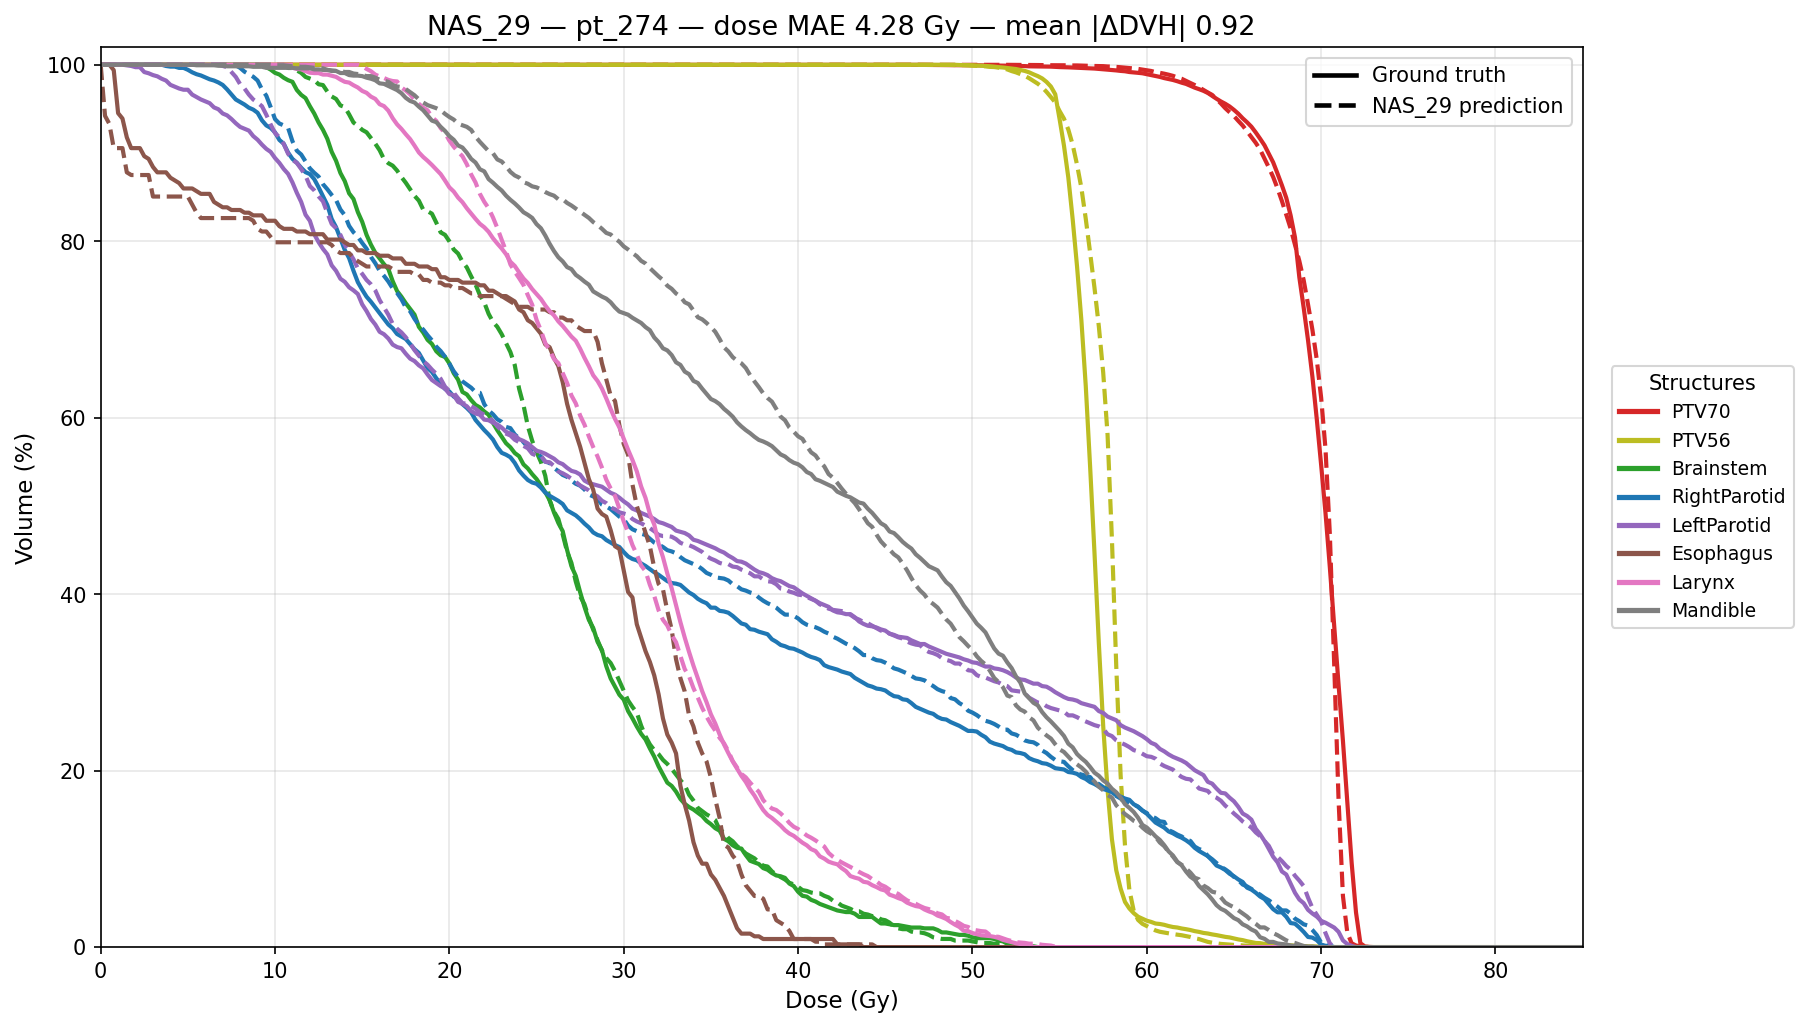 NAS_29 — pt_274 — dose MAE 4.28 Gy — mean |ΔDVH| 0.92
Ground truth
NAS_29 prediction
Volume (%)
100
80
60
40
20
0
0 10 20 30 40 50 60 70 80
Dose (Gy)
Structures
PTV70
PTV56
Brainstem
RightParotid
LeftParotid
Esophagus
Larynx
Mandible